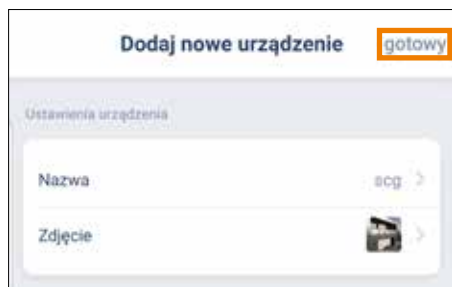 Dodaj nowe urządzenie gotowy
Ustawienia urządzenia
Nazwa scg
Zdjęcie